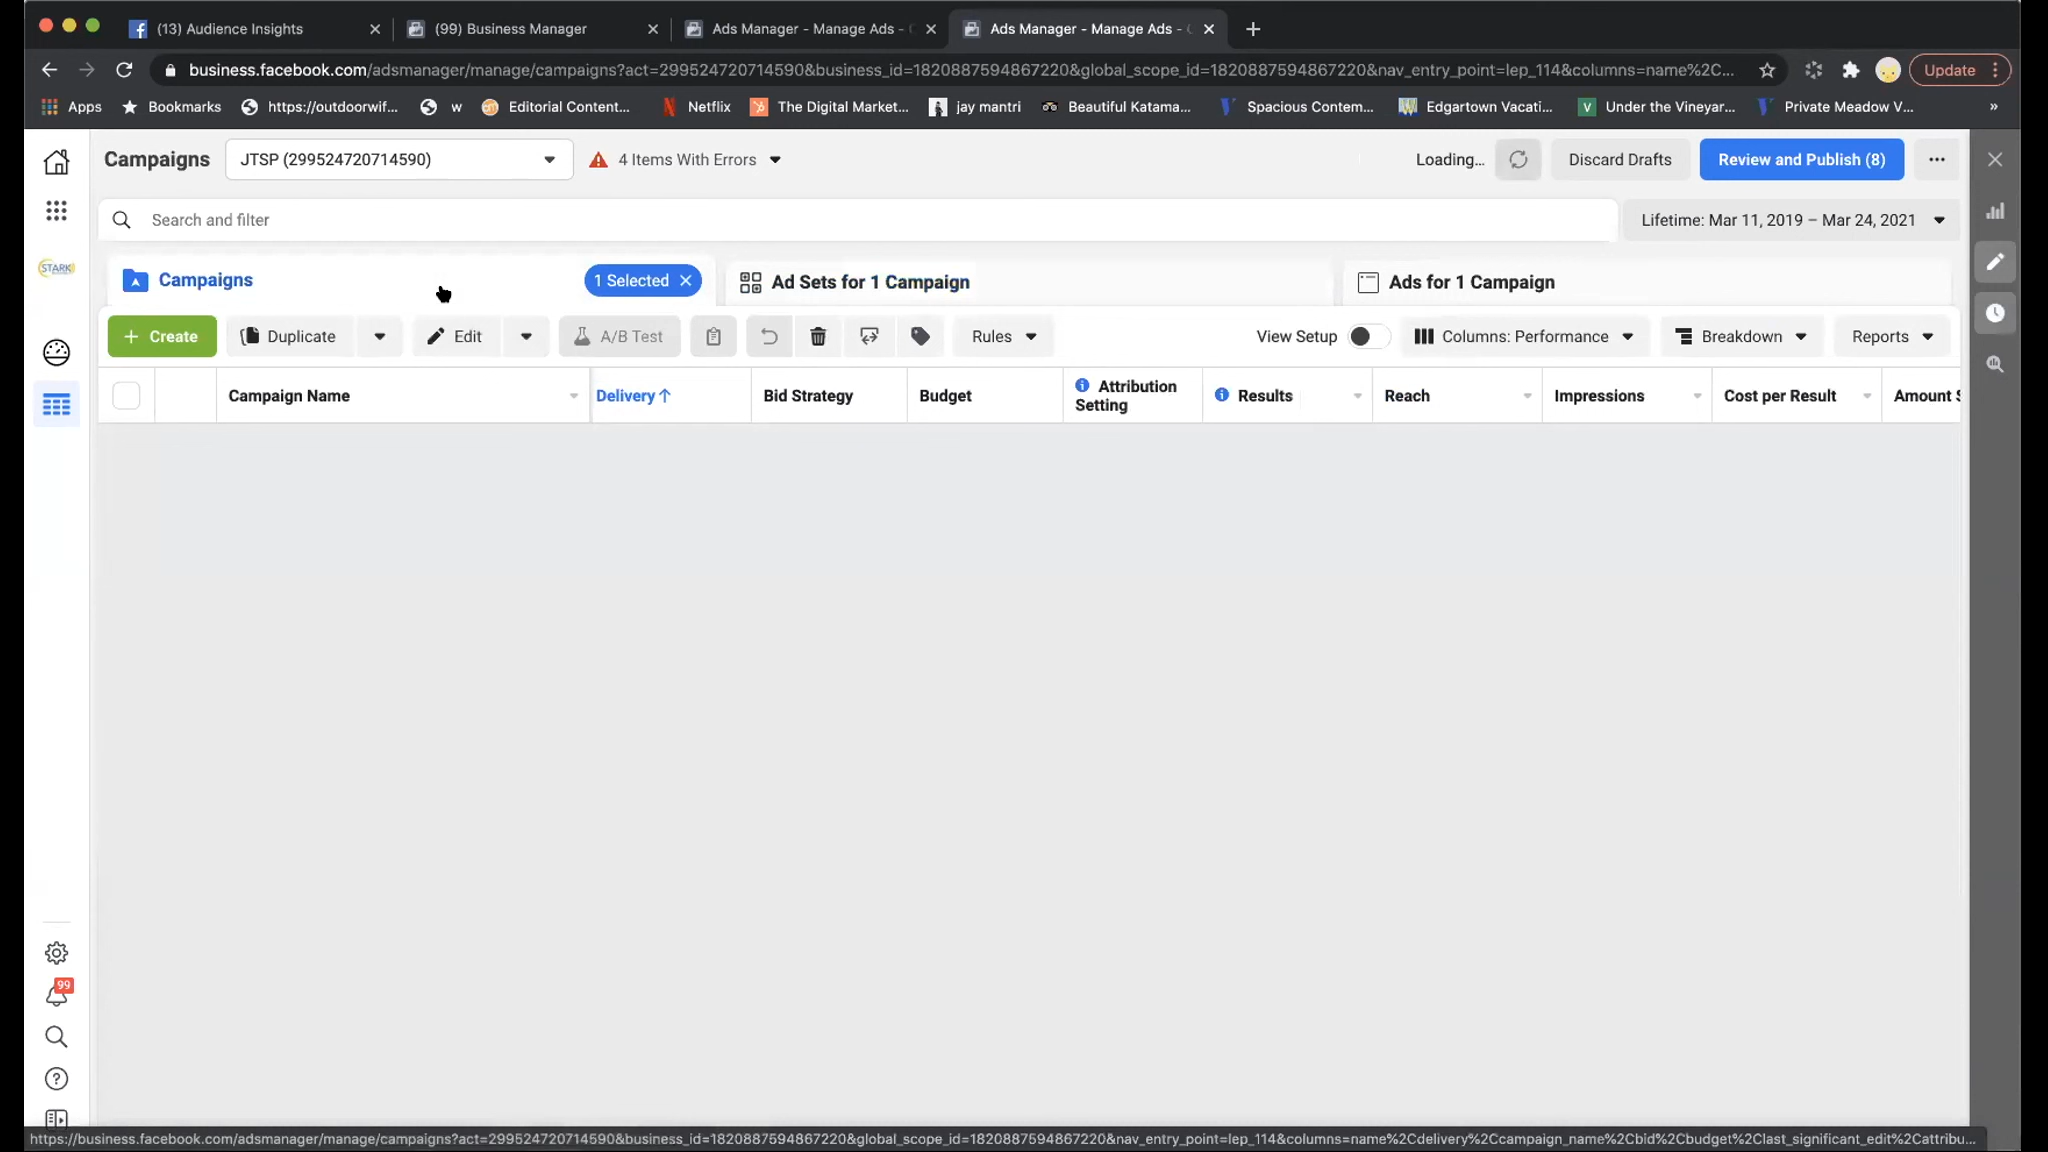 (13) Audience Insights
(99) Business Manager
Ads Manager - Manage Ads -
Ads Manager - Manage Ads -
business.facebook.com/adsmanager/manage/campaigns?act=299524720714590&business_id=1820887594867220&global_scope_id=1820887594867220&nav_entry_point=lep_114&columns=name%2C...
Update
Apps
Bookmarks
https://outdoorwif...
w
Editorial Content...
Netflix
The Digital Market...
jay mantri
Beautiful Katama...
Spacious Contem...
Edgartown Vacati...
Under the Vineyar...
Private Meadow V...
»
Campaigns
JTSP (299524720714590)
4 Items With Errors
Loading...
Discard Drafts
Review and Publish (8)
Search and filter
Lifetime: Mar 11, 2019 – Mar 24, 2021
STARK
Campaigns
1 Selected
Ad Sets for 1 Campaign
Ads for 1 Campaign
+ Create
Duplicate
Edit
A/B Test
Rules
View Setup
Columns: Performance
Breakdown
Reports
Campaign Name
Delivery ↑
Bid Strategy
Budget
Attribution
Setting
Results
Reach
Impressions
Cost per Result
Amount S
99
https://business.facebook.com/adsmanager/manage/campaigns?act=299524720714590&business_id=1820887594867220&global_scope_id=1820887594867220&nav_entry_point=lep_114&columns=name%2Cdelivery%2Ccampaign_name%2Cbid%2Cbudget%2Clast_significant_edit%2Cattribu...